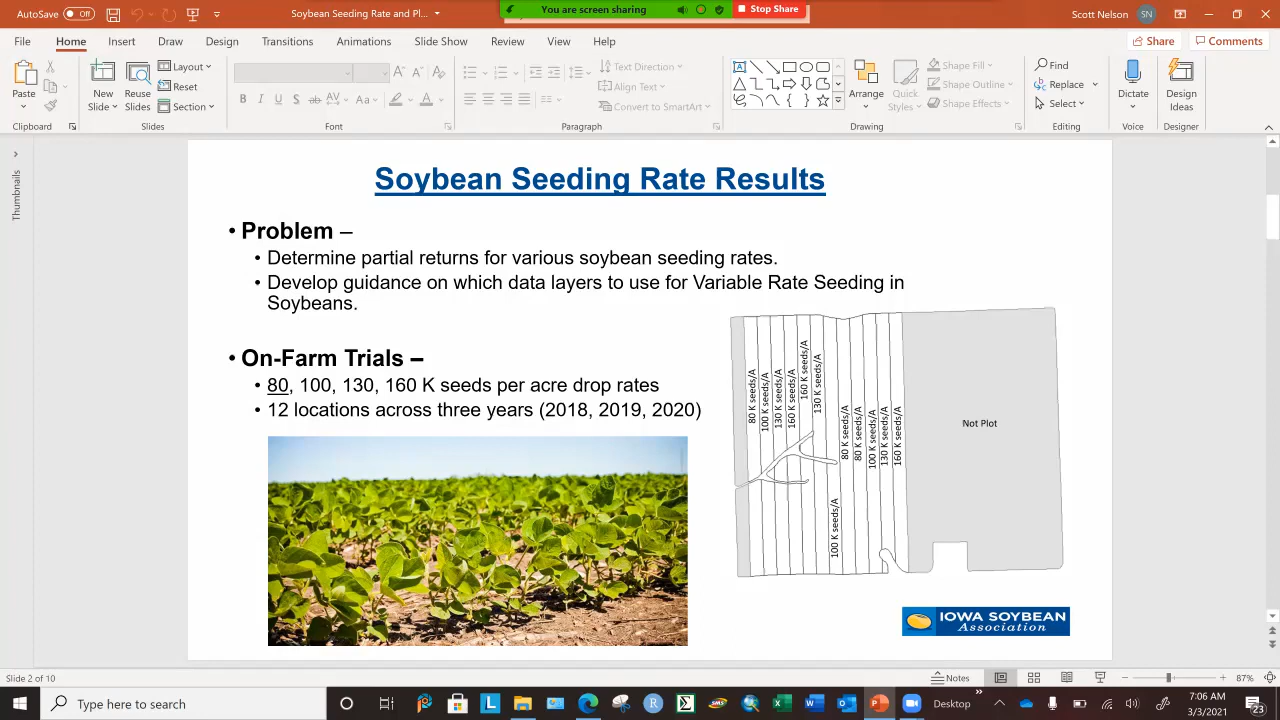 AutoSave Off
Soybean Seeding Rate and Pl...
You are screen sharing
Stop Share
Scott Nelson SN
File Home Insert Draw Design Transitions Animations Slide Show Review View Help
Share Comments
Paste
New Slide
Reuse Slides
Layout
Reset
Section
B I U S ab AV Aa A
Text Direction
Align Text
Convert to SmartArt
Arrange
Quick Styles
Shape Fill
Shape Outline
Shape Effects
Find
Replace
Select
Dictate
Design Ideas
Clipboard Slides Font Paragraph Drawing Editing Voice Designer
Thumbnails
Soybean Seeding Rate Results
• Problem –
• Determine partial returns for various soybean seeding rates.
• Develop guidance on which data layers to use for Variable Rate Seeding in
Soybeans.
• On-Farm Trials –
• 80, 100, 130, 160 K seeds per acre drop rates
• 12 locations across three years (2018, 2019, 2020)
80 K seeds/A
100 K seeds/A
130 K seeds/A
160 K seeds/A
160 K seeds/A
130 K seeds/A
100 K seeds/A
80 K seeds/A
80 K seeds/A
100 K seeds/A
130 K seeds/A
160 K seeds/A
Not Plot
IOWA SOYBEAN
Association
Slide 2 of 10
Notes
87%
Type here to search
Desktop
7:06 AM
3/3/2021
23